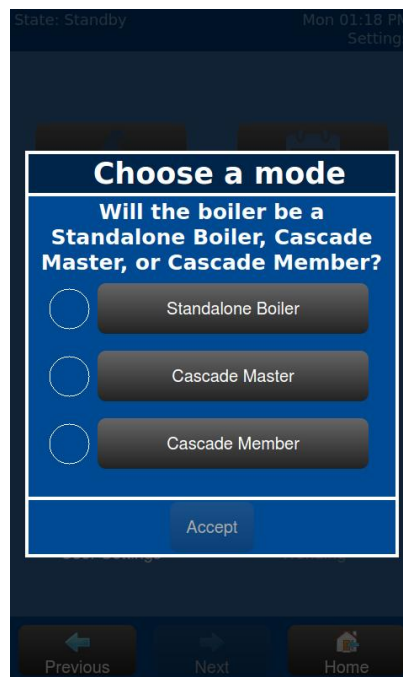 State: Standby
Mon 01:18 PM
Setting
Choose a mode
Will the boiler be a
Standalone Boiler, Cascade
Master, or Cascade Member?
Standalone Boiler
Cascade Master
Cascade Member
Accept
Previous
Next
Home